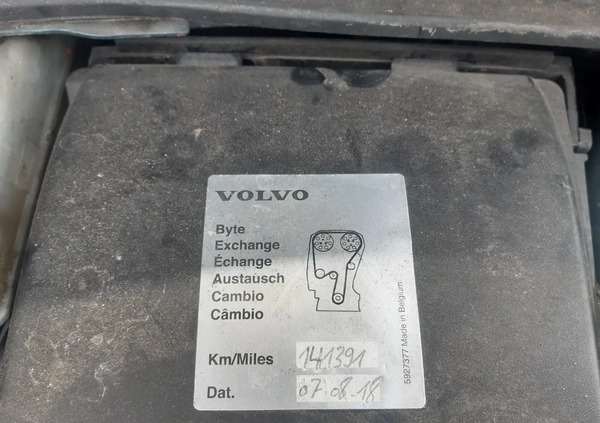 VOLVO
Byte
Exchange
Échange
Austausch
Cambio
Câmbio
Km/Miles 141391
Dat. 07.08.18
5927377 Made in Belgium